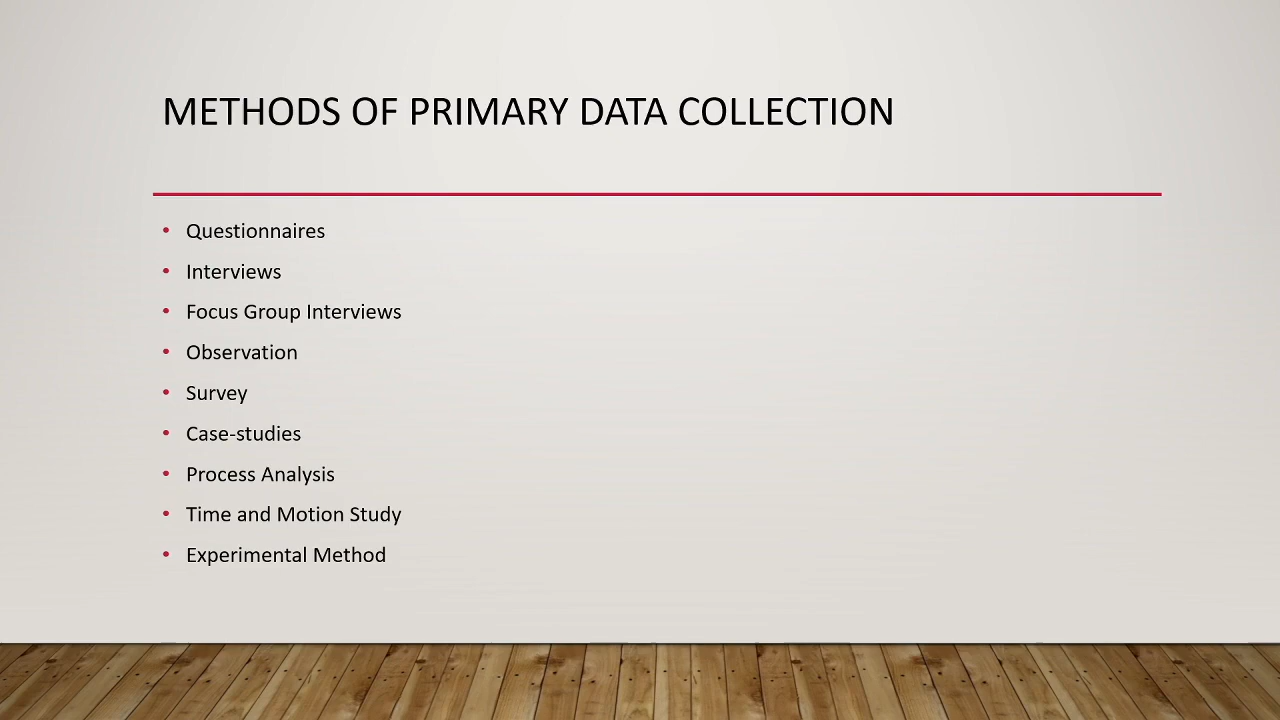 METHODS OF PRIMARY DATA COLLECTION
• Questionnaires
• Interviews
• Focus Group Interviews
• Observation
• Survey
• Case-studies
• Process Analysis
• Time and Motion Study
• Experimental Method